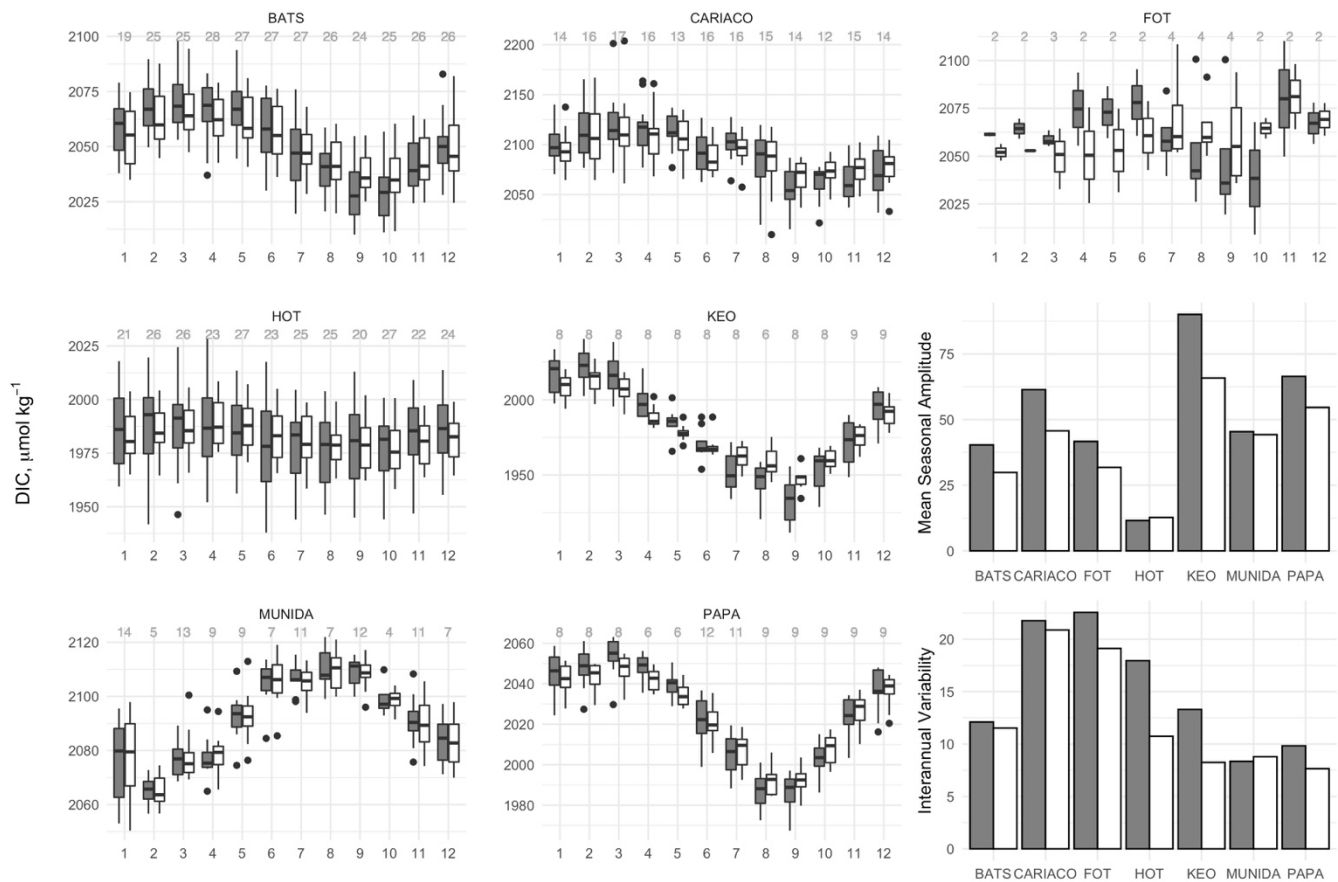 BATS
19 25 25 28 27 27 27 26 24 25 26 26
2100
2075
2050
2025
1 2 3 4 5 6 7 8 9 10 11 12
CARIACO
14 16 17 16 13 16 16 15 14 12 15 14
2200
2150
2100
2050
1 2 3 4 5 6 7 8 9 10 11 12
FOT
2 2 3 4 2 2 4 4 4 2 2 2
2100
2075
2050
2025
1 2 3 4 5 6 7 8 9 10 11 12
DIC, μmol kg⁻¹
HOT
21 26 26 23 27 23 25 25 20 27 22 24
2025
2000
1975
1950
1 2 3 4 5 6 7 8 9 10 11 12
KEO
8 8 8 8 8 8 8 6 8 8 9 9
2000
1950
1 2 3 4 5 6 7 8 9 10 11 12
Mean Seasonal Amplitude
75
50
25
0
BATS CARIACO FOT HOT KEO MUNIDA PAPA
MUNIDA
14 5 13 9 9 7 11 7 12 4 11 7
2120
2100
2080
2060
1 2 3 4 5 6 7 8 9 10 11 12
PAPA
8 8 8 6 6 12 11 9 9 9 9 9
2060
2040
2020
2000
1980
1 2 3 4 5 6 7 8 9 10 11 12
Interannual Variability
20
15
10
5
0
BATS CARIACO FOT HOT KEO MUNIDA PAPA